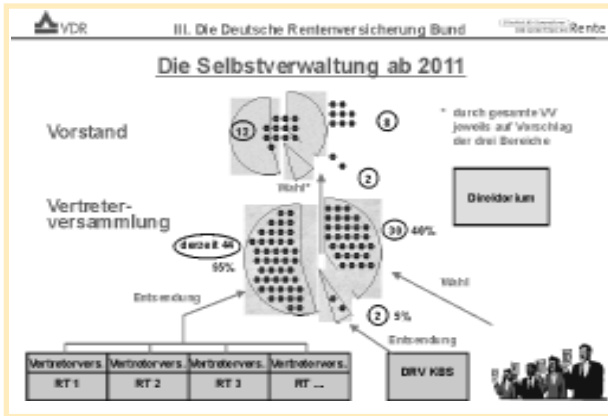 VDR
III. Die Deutsche Rentenversicherung Bund
Rente
Die Selbstverwaltung ab 2011
Vorstand
13
8
* durch gesamte VV
jeweils auf Vorschlag
der drei Bereiche
2
Wahl*
Direktorium
Vertreter-
versammlung
derzeit 44
55%
30 40%
Wahl
Entsendung
2 5%
Entsendung
Vertretervers. Vertretervers. Vertretervers. Vertretervers.
RT 1 RT 2 RT 3 RT ...
DRV KBS